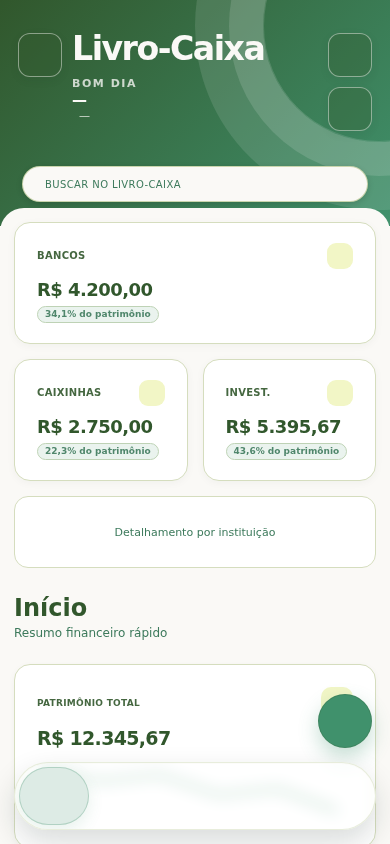 Livro-Caixa
BOM DIA
—
—
BUSCAR NO LIVRO-CAIXA
BANCOS
R$ 4.200,00
34,1% do patrimônio
CAIXINHAS
R$ 2.750,00
22,3% do patrimônio
INVEST.
R$ 5.395,67
43,6% do patrimônio
Detalhamento por instituição
Início
Resumo financeiro rápido
PATRIMÔNIO TOTAL
R$ 12.345,67